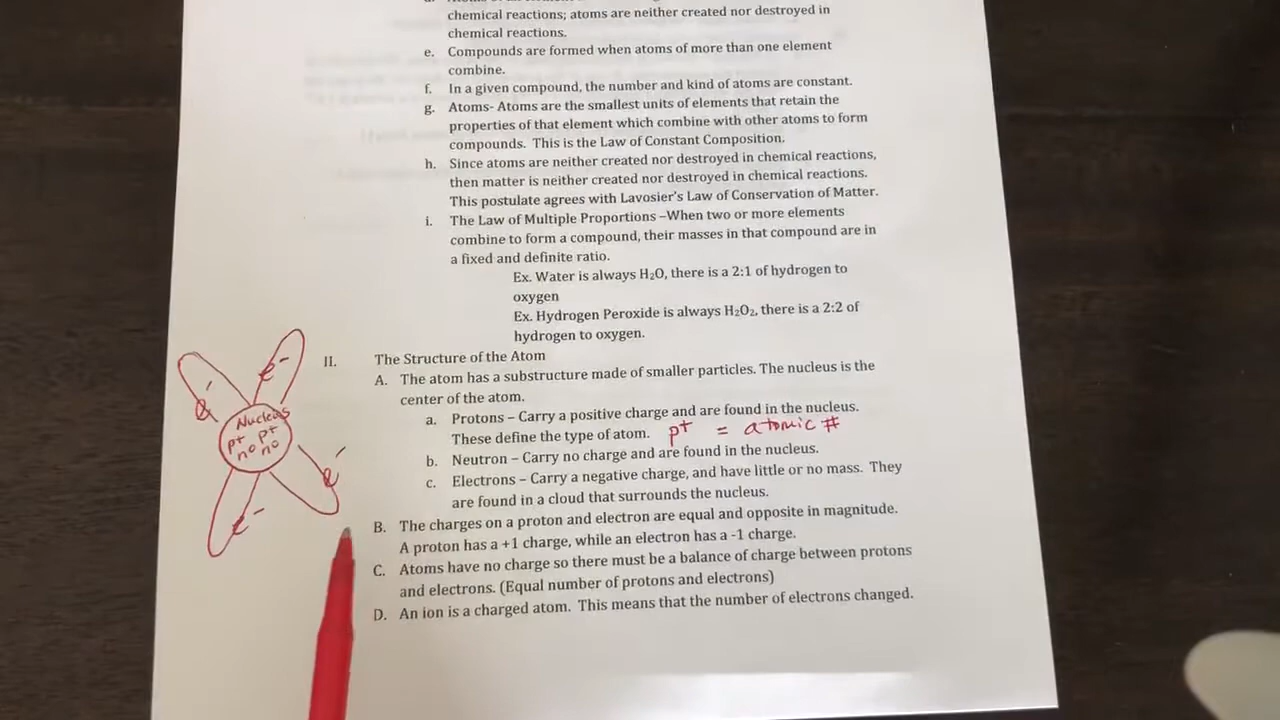 chemical reactions; atoms are neither created nor destroyed in
chemical reactions.
e. Compounds are formed when atoms of more than one element
combine.
f. In a given compound, the number and kind of atoms are constant.
g. Atoms- Atoms are the smallest units of elements that retain the
properties of that element which combine with other atoms to form
compounds. This is the Law of Constant Composition.
h. Since atoms are neither created nor destroyed in chemical reactions,
then matter is neither created nor destroyed in chemical reactions.
This postulate agrees with Lavosier's Law of Conservation of Matter.
i. The Law of Multiple Proportions –When two or more elements
combine to form a compound, their masses in that compound are in
a fixed and definite ratio.
Ex. Water is always H₂O, there is a 2:1 of hydrogen to
oxygen
Ex. Hydrogen Peroxide is always H₂O₂, there is a 2:2 of
hydrogen to oxygen.
II. The Structure of the Atom
A. The atom has a substructure made of smaller particles. The nucleus is the
center of the atom.
a. Protons – Carry a positive charge and are found in the nucleus.
These define the type of atom. p⁺ = atomic #
b. Neutron – Carry no charge and are found in the nucleus.
c. Electrons – Carry a negative charge, and have little or no mass. They
are found in a cloud that surrounds the nucleus.
B. The charges on a proton and electron are equal and opposite in magnitude.
A proton has a +1 charge, while an electron has a -1 charge.
C. Atoms have no charge so there must be a balance of charge between protons
and electrons. (Equal number of protons and electrons)
D. An ion is a charged atom. This means that the number of electrons changed.
e⁻
e⁻
Nucleus
p⁺ p⁺
n⁰ n⁰
e⁻
e⁻